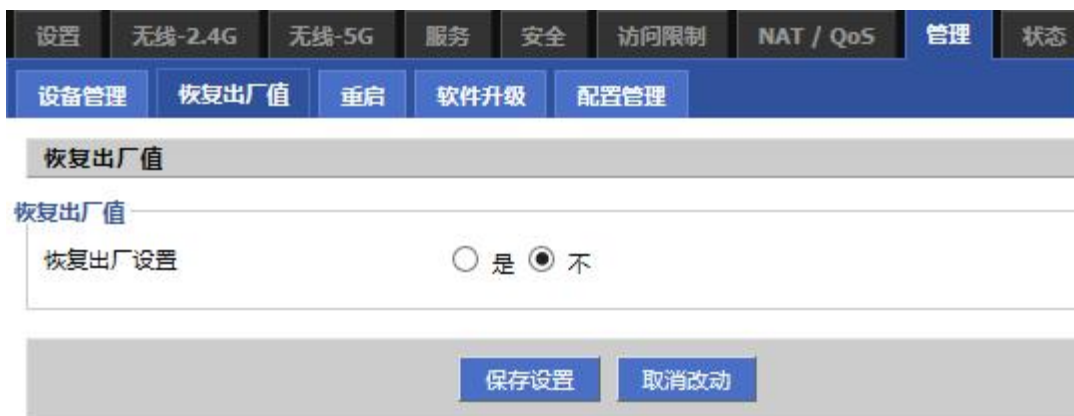 设置 无线-2.4G 无线-5G 服务 安全 访问限制 NAT / QoS 管理 状态
设备管理 恢复出厂值 重启 软件升级 配置管理
恢复出厂值
恢复出厂值
恢复出厂设置 是 不
保存设置 取消改动